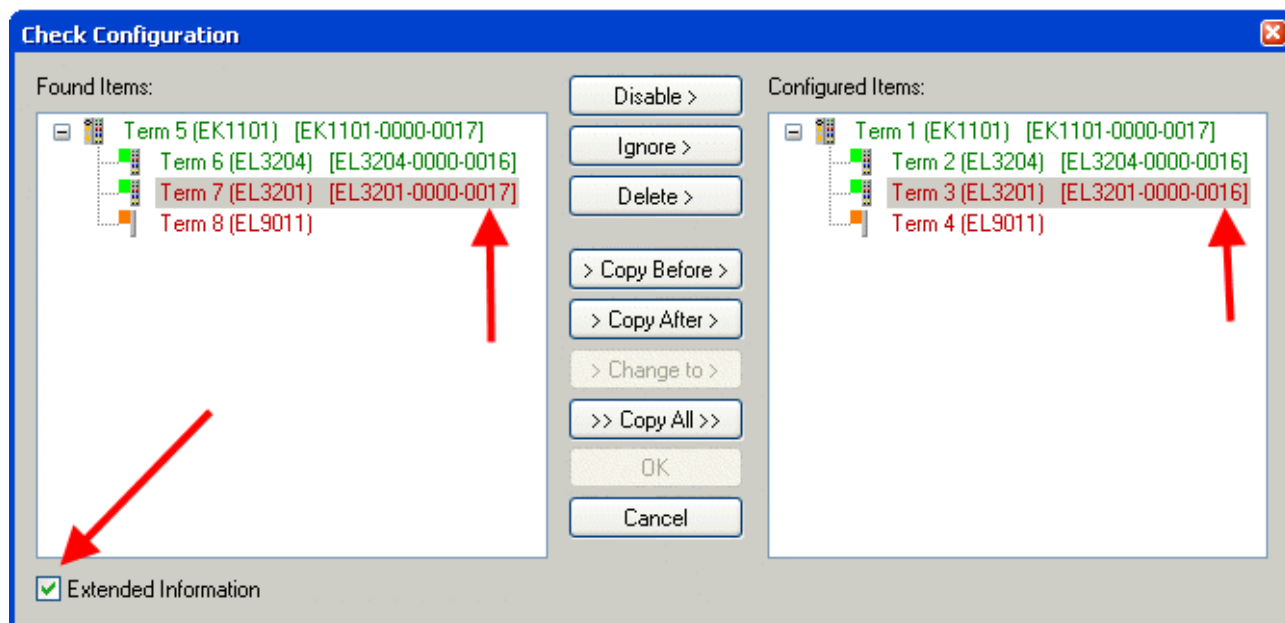 Check Configuration
Found Items:
Term 5 (EK1101) [EK1101-0000-0017]
Term 6 (EL3204) [EL3204-0000-0016]
Term 7 (EL3201) [EL3201-0000-0017]
Term 8 (EL9011)
Disable >
Ignore >
Delete >
> Copy Before >
> Copy After >
> Change to >
>> Copy All >>
OK
Cancel
Configured Items:
Term 1 (EK1101) [EK1101-0000-0017]
Term 2 (EL3204) [EL3204-0000-0016]
Term 3 (EL3201) [EL3201-0000-0016]
Term 4 (EL9011)
Extended Information